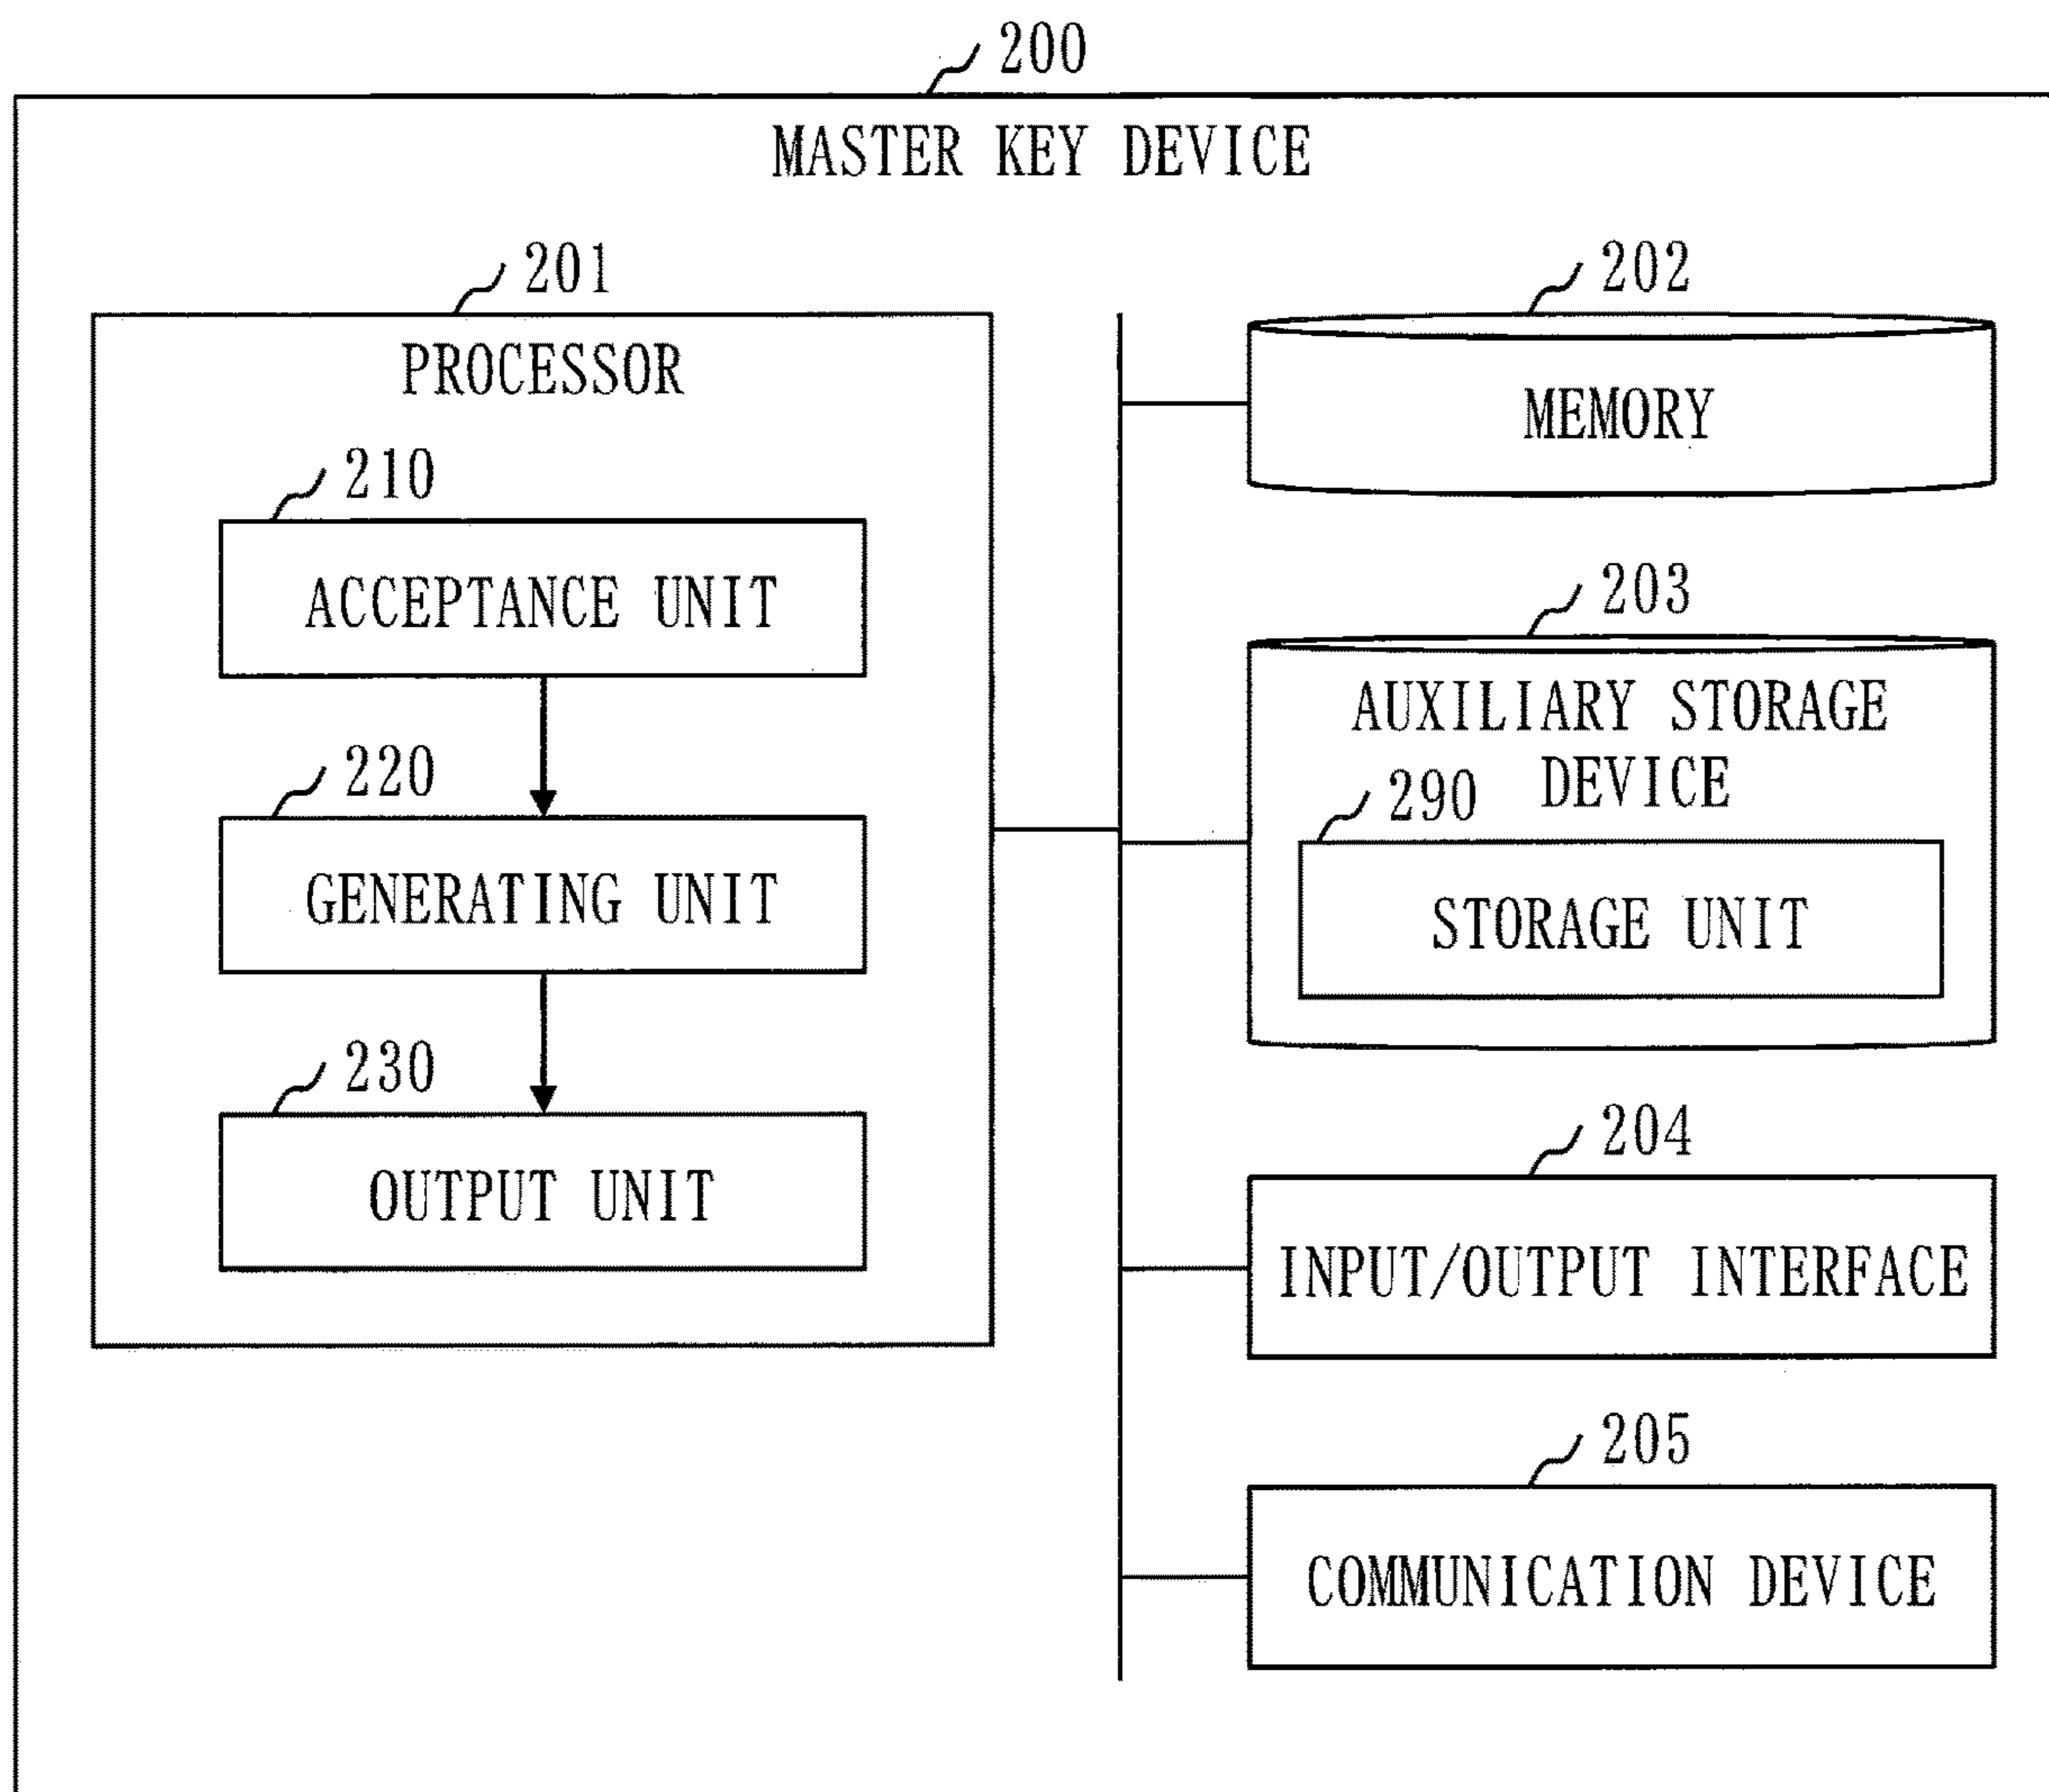 200
MASTER KEY DEVICE
201
PROCESSOR
210
ACCEPTANCE UNIT
220
GENERATING UNIT
230
OUTPUT UNIT
202
MEMORY
203
AUXILIARY STORAGE
DEVICE
290
STORAGE UNIT
204
INPUT/OUTPUT INTERFACE
205
COMMUNICATION DEVICE